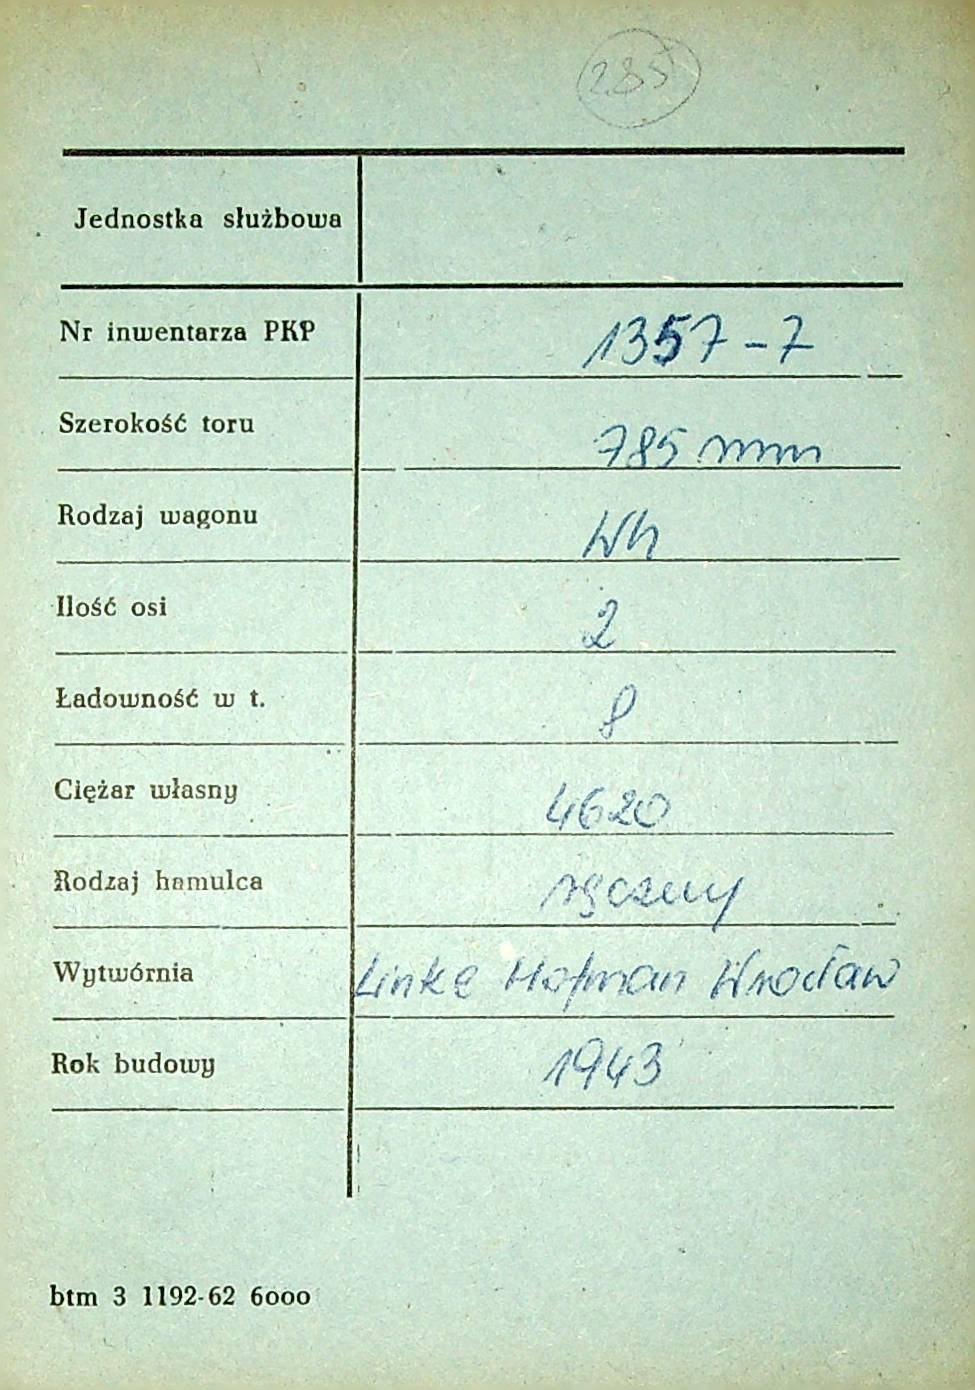 285
Jednostka służbowa
Nr inwentarza PKP 1357-7
Szerokość toru 785 mm
Rodzaj wagonu Wh
Ilość osi 2
Ładowność w t. 8
Ciężar własny 4620
Rodzaj hamulca ręczny
Wytwórnia Linke Hofman Wrocław
Rok budowy 1943
btm 3 1192-62 6000